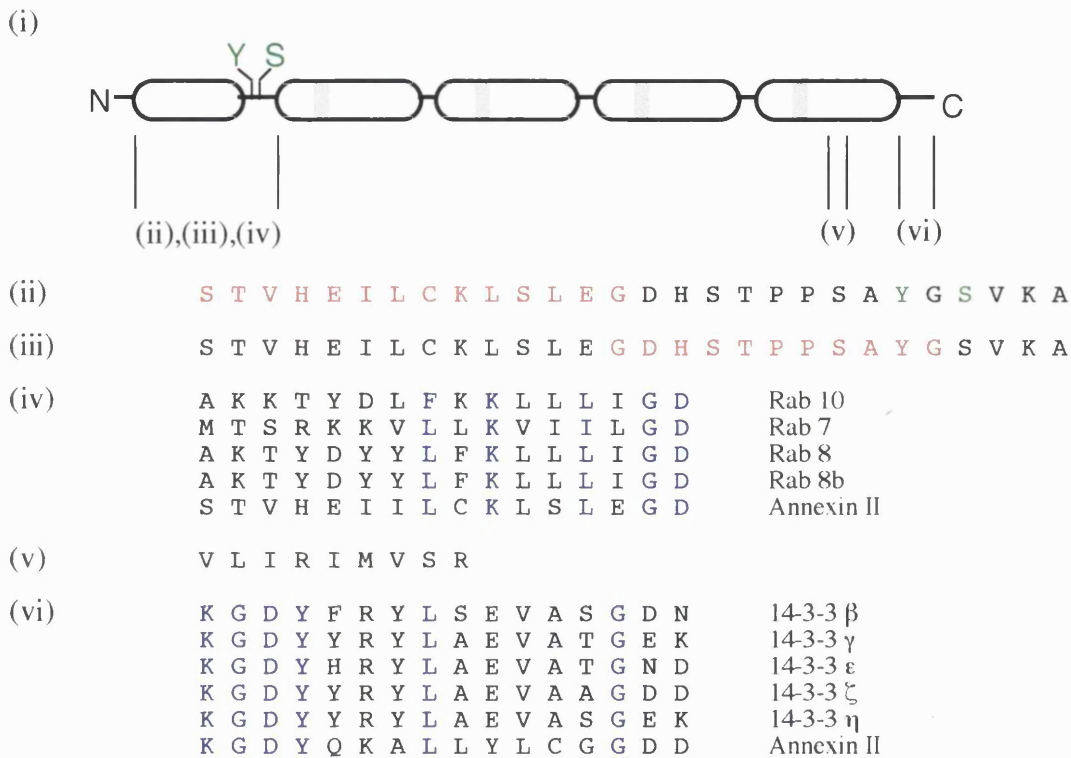 (i)
Y S
N C
(ii),(iii),(iv) (v) (vi)
(ii) S T V H E I L C K L S L E G D H S T P P S A Y G S V K A
(iii) S T V H E I L C K L S L E G D H S T P P S A Y G S V K A
(iv) A K K T Y D L F K K L L L I G D Rab 10
M T S R K K V L L K V I I L G D Rab 7
A K T Y D Y Y L F K L L L I G D Rab 8
A K T Y D Y Y L F K L L L I G D Rab 8b
S T V H E I I L C K L S L E G D Annexin II
(v) V L I R I M V S R
(vi) K G D Y F R Y L S E V A S G D N 14-3-3 β
K G D Y Y R Y L A E V A T G E K 14-3-3 γ
K G D Y H R Y L A E V A T G N D 14-3-3 ε
K G D Y Y R Y L A E V A A G D D 14-3-3 ζ
K G D Y Y R Y L A E V A S G E K 14-3-3 η
K G D Y Q K A L L Y L C G G D D Annexin II